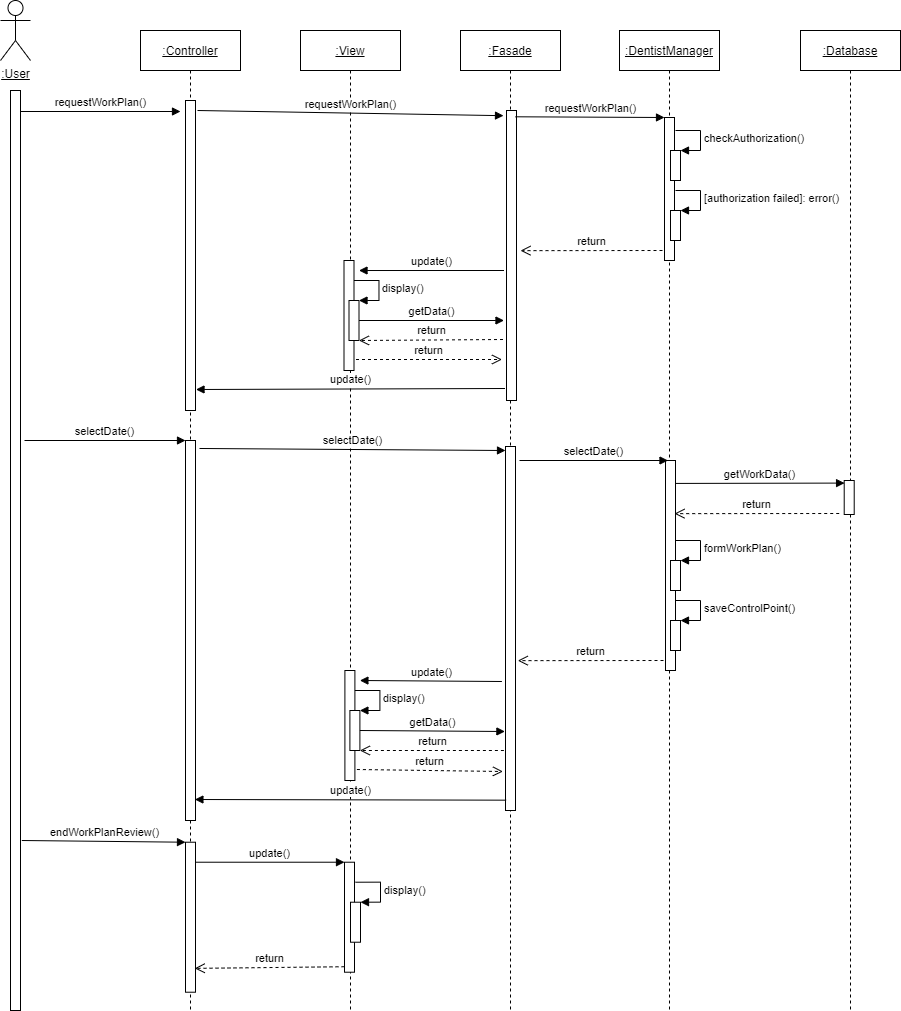 :User
:Controller
:View
:Fasade
:DentistManager
:Database
requestWorkPlan()
requestWorkPlan()
requestWorkPlan()
checkAuthorization()
[authorization failed]: error()
return
update()
display()
getData()
return
return
update()
selectDate()
selectDate()
selectDate()
getWorkData()
return
formWorkPlan()
saveControlPoint()
return
update()
display()
getData()
return
return
update()
endWorkPlanReview()
update()
display()
return